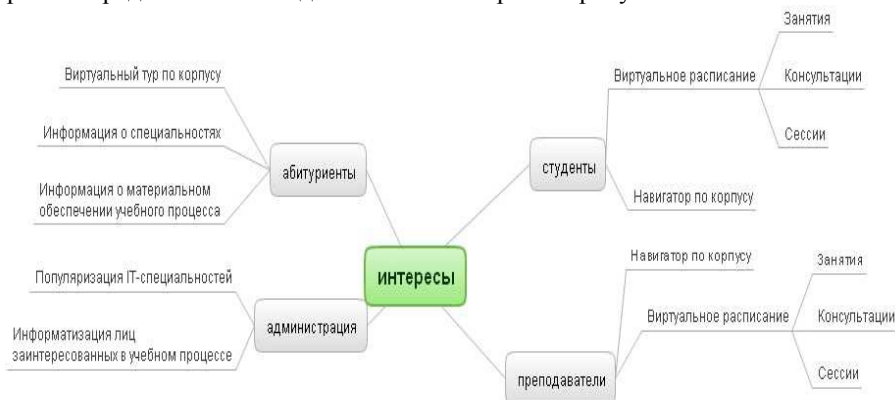 Занятия
Виртуальный тур по корпусу
Виртуальное расписание
Консультации
Информация о специальностях
Сессии
абитуриенты
студенты
Информация о материальном
обеспечении учебного процесса
Навигатор по корпусу
интересы
Популяризация IT-специальностей
администрация
Информатизация лиц
заинтересованных в учебном процессе
Навигатор по корпусу
Занятия
Виртуальное расписание
Консультации
Сессии
преподаватели